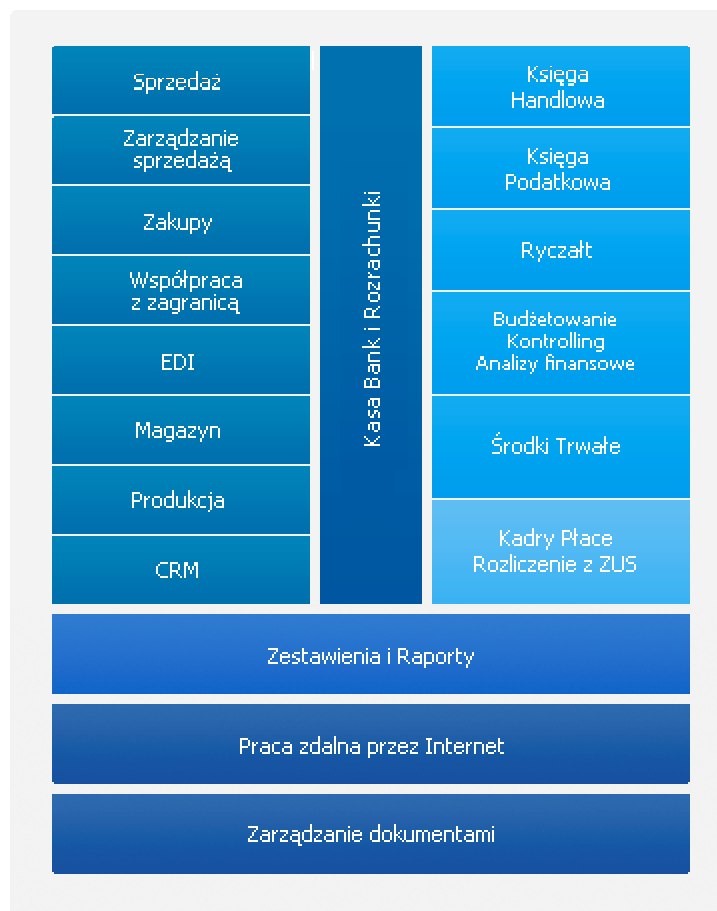 Sprzedaż
Zarządzanie
sprzedażą
Zakupy
Współpraca
z zagranicą
EDI
Magazyn
Produkcja
CRM
Kasa Bank i Rozrachunki
Księga
Handlowa
Księga
Podatkowa
Ryczałt
Budżetowanie
Kontrolling
Analizy finansowe
Środki Trwałe
Kadry Płace
Rozliczenie z ZUS
Zestawienia i Raporty
Praca zdalna przez Internet
Zarządzanie dokumentami